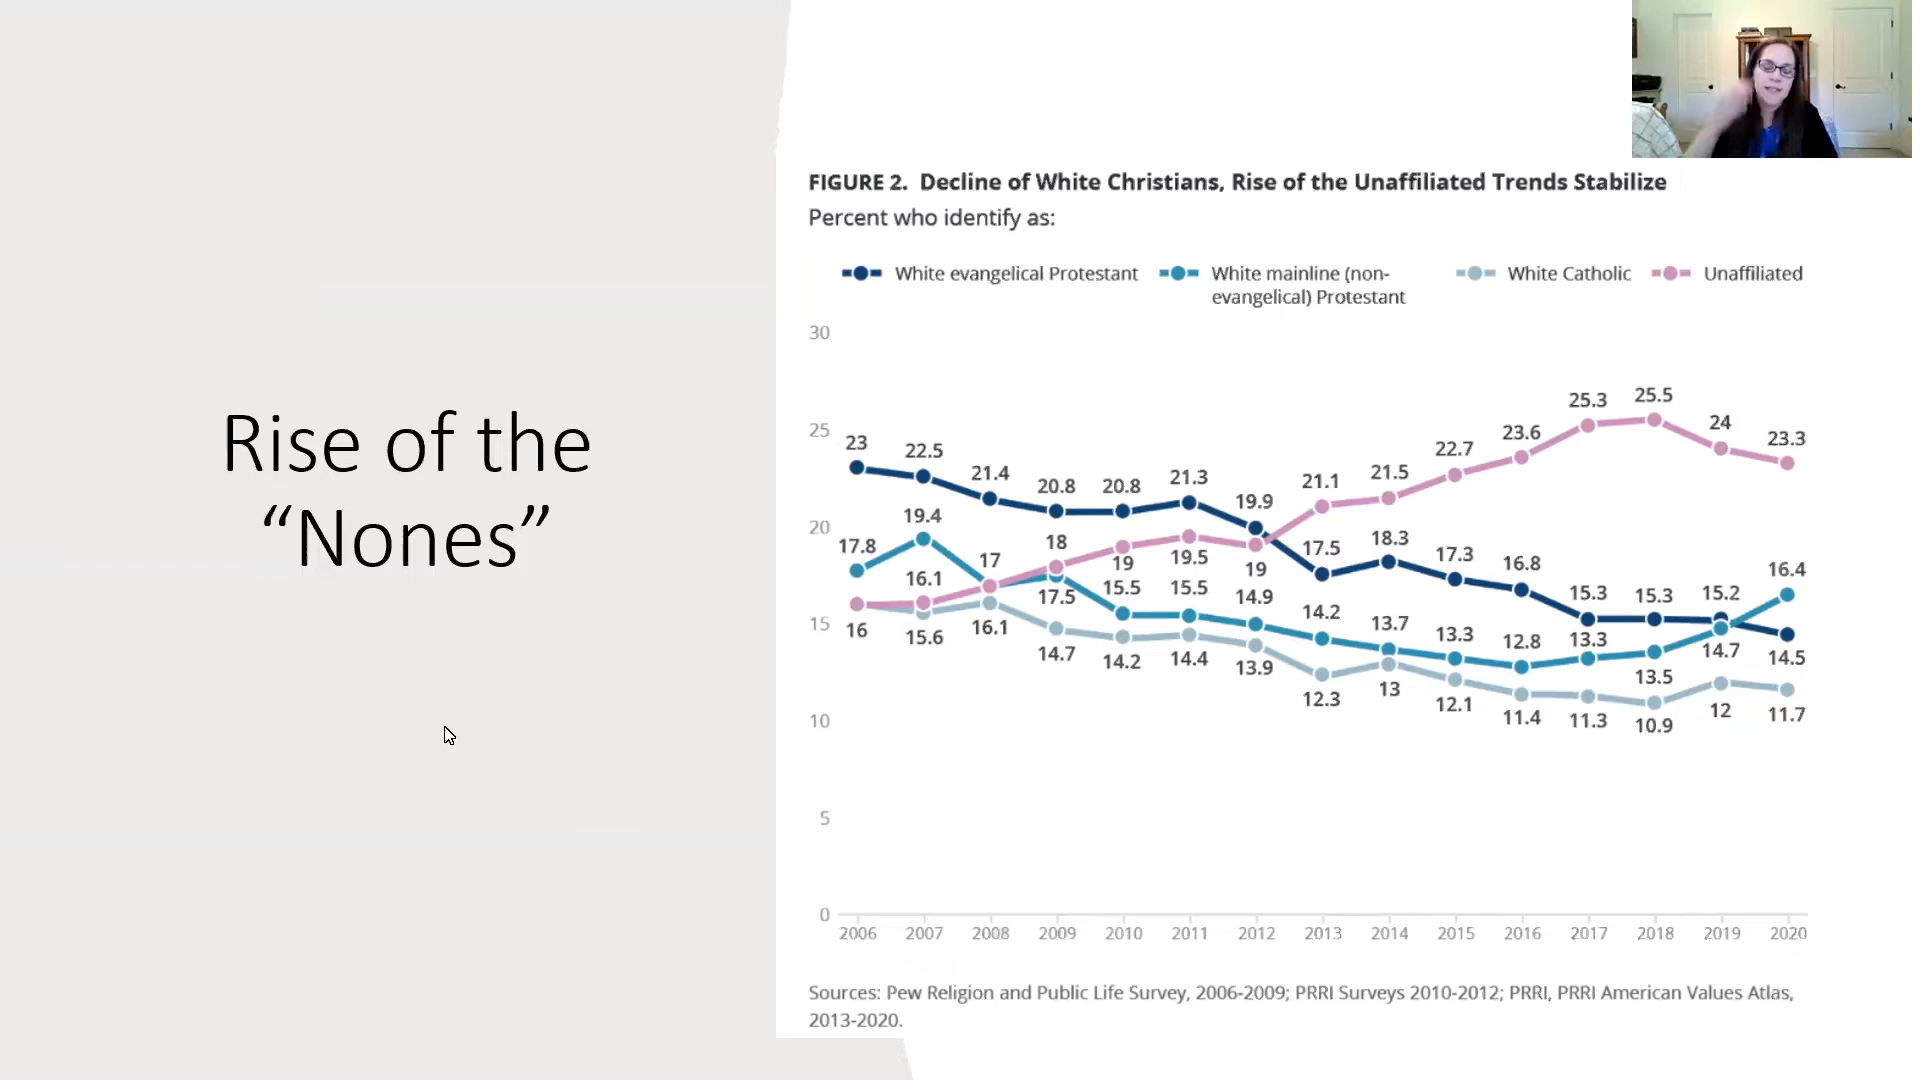 Rise of the
“Nones”
FIGURE 2. Decline of White Christians, Rise of the Unaffiliated Trends Stabilize
Percent who identify as:
White evangelical Protestant
White mainline (non-
evangelical) Protestant
White Catholic
Unaffiliated
30
25
20
15
10
5
0
23 22.5 21.4 20.8 20.8 21.3 19.9 17.5 18.3 17.3 16.8 15.3 15.3 15.2 14.5
17.8 19.4 17 17.5 15.5 15.5 14.9 14.2 13.7 13.3 12.8 13.3 13.5 14.7 16.4
16 15.6 16.1 14.7 14.2 14.4 13.9 12.3 13 12.1 11.4 11.3 10.9 12 11.7
16.1 18 19 19.5 19 21.1 21.5 22.7 23.6 25.3 25.5 24 23.3
2006 2007 2008 2009 2010 2011 2012 2013 2014 2015 2016 2017 2018 2019 2020
Sources: Pew Religion and Public Life Survey, 2006-2009; PRRI Surveys 2010-2012; PRRI, PRRI American Values Atlas,
2013-2020.